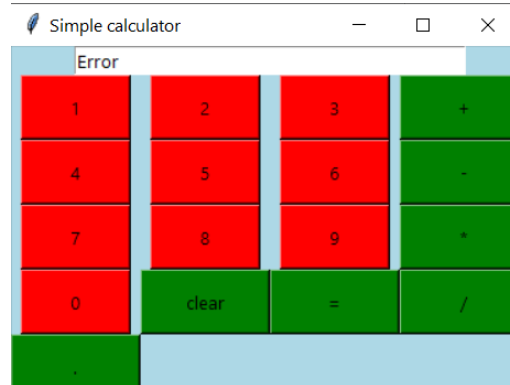 Simple calculator
Error
1 2 3 +
4 5 6 -
7 8 9 *
0 clear = /
.